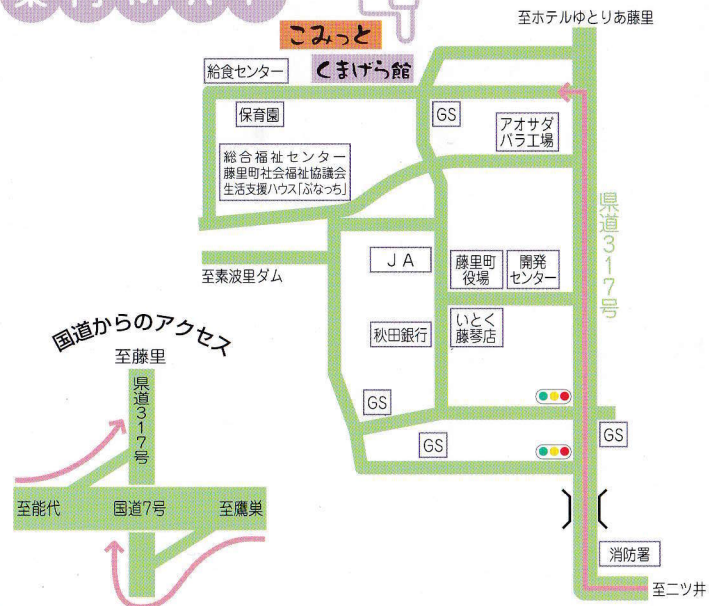 こみっと
くまげら館
至ホテルゆとりあ藤里
給食センター
保育園
GS
アオサダ
バラ工場
総合福祉センター
藤里町社会福祉協議会
生活支援ハウス「ぶなっち」
県道317号
至素波里ダム
JA
藤里町
役場
開発
センター
秋田銀行
いとく
藤琴店
GS
GS
GS
消防署
至二ツ井
国道からのアクセス
至藤里
県道317号
至能代
国道7号
至鷹巣